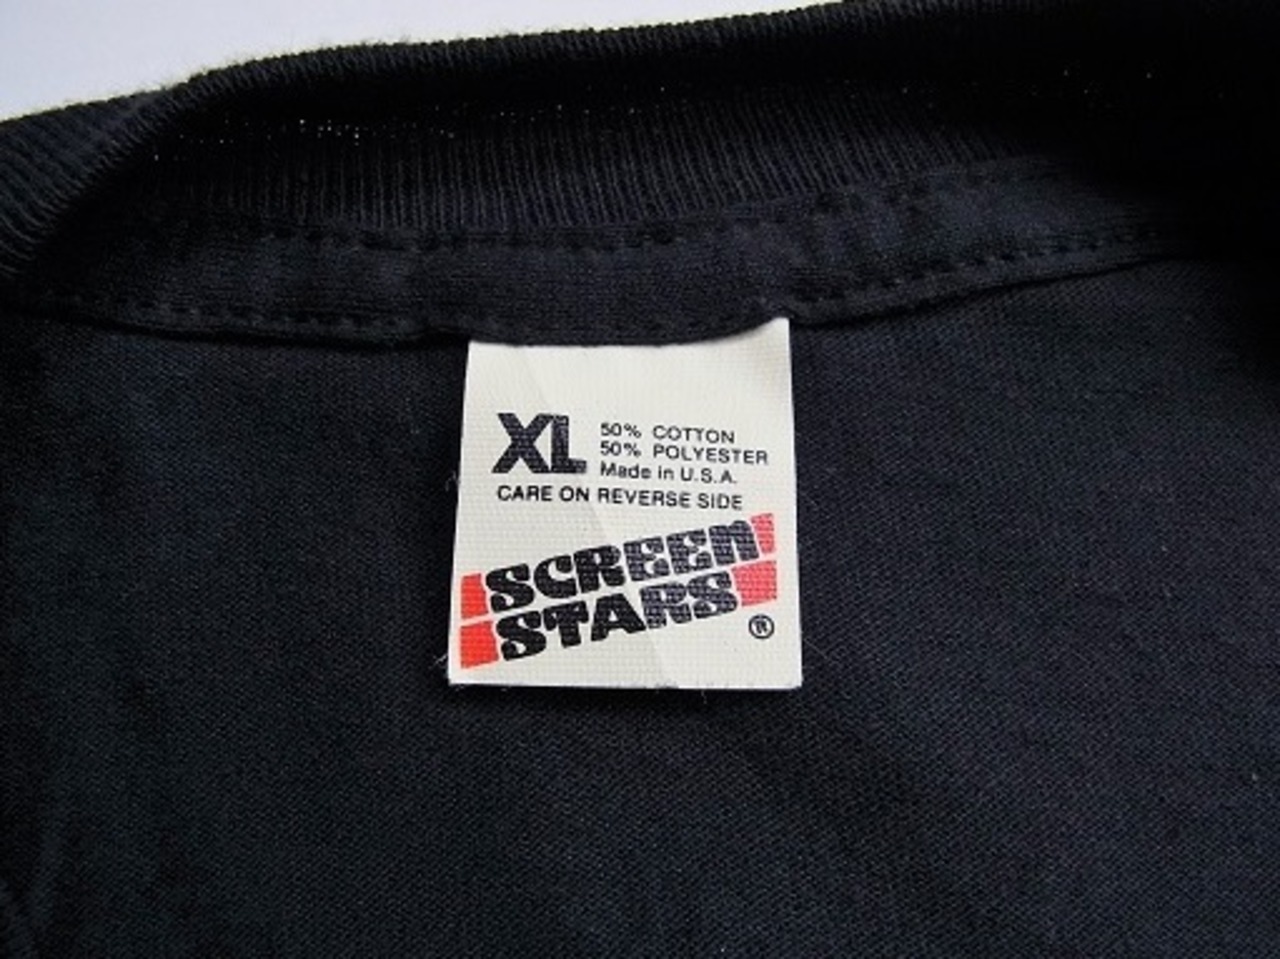 XL
50% COTTON
50% POLYESTER
Made in U.S.A.
CARE ON REVERSE SIDE
SCREEN
STARS
®